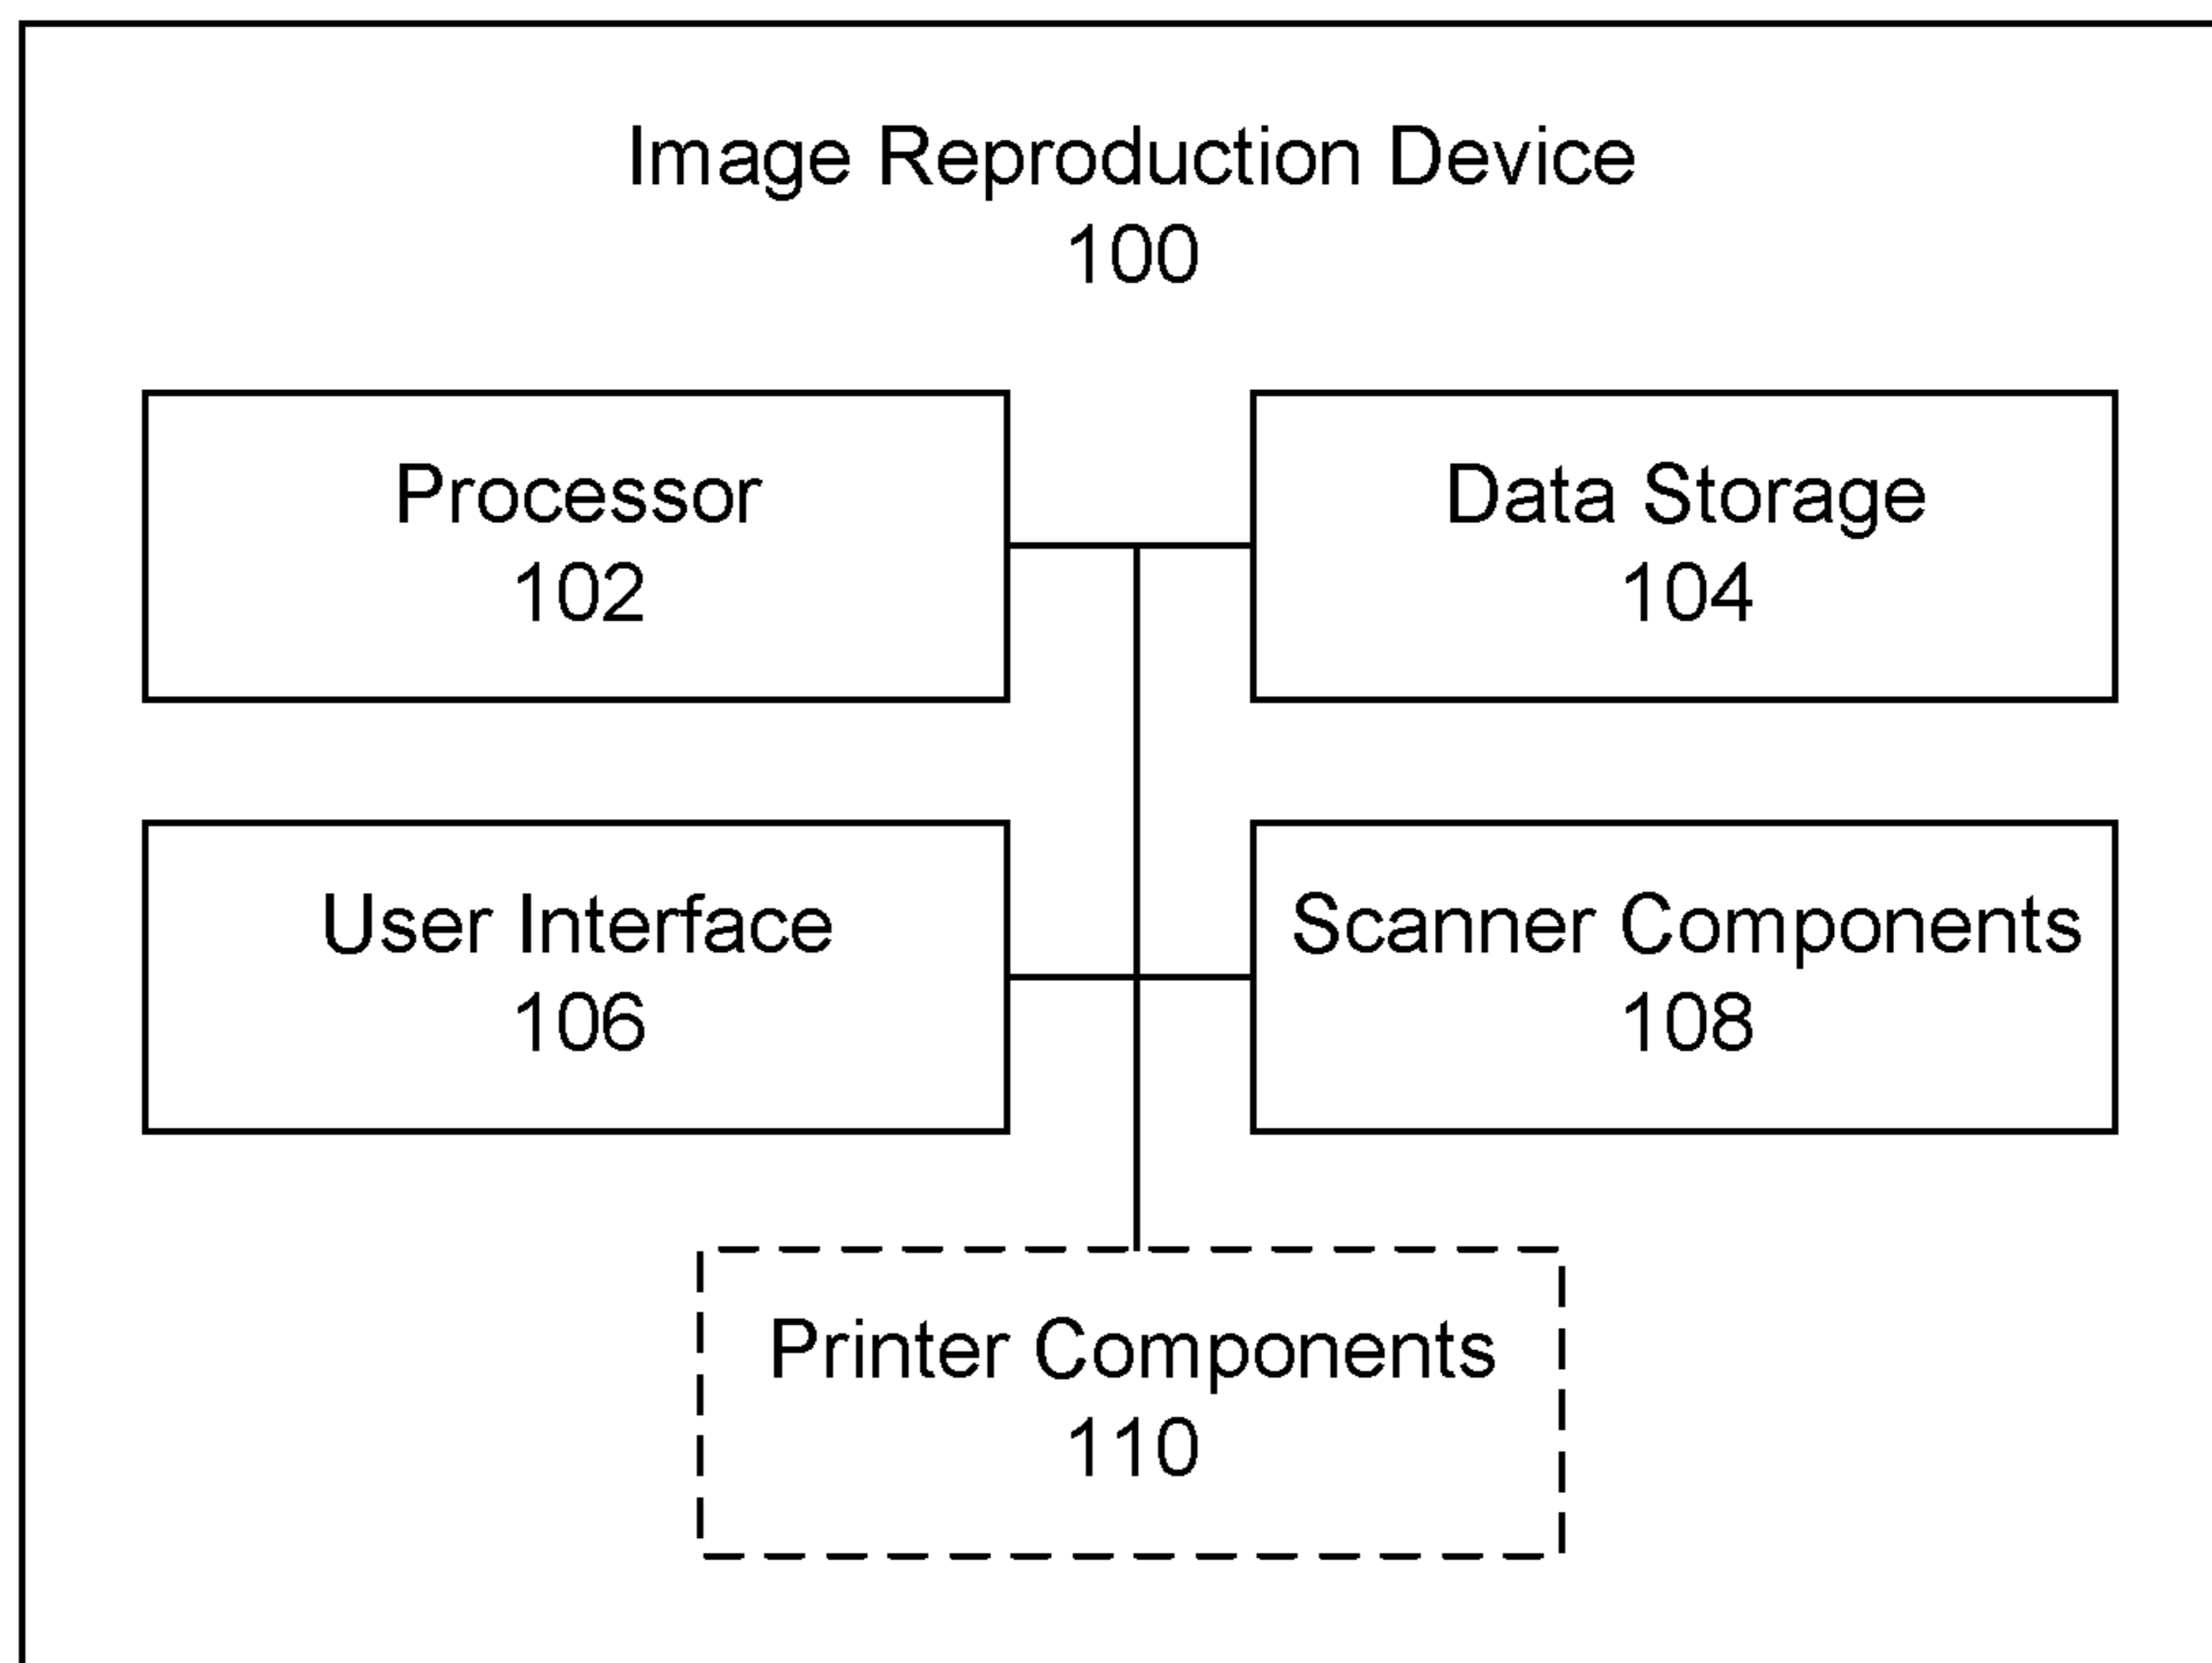 Image Reproduction Device
100
Processor
102
Data Storage
104
User Interface
106
Scanner Components
108
Printer Components
110